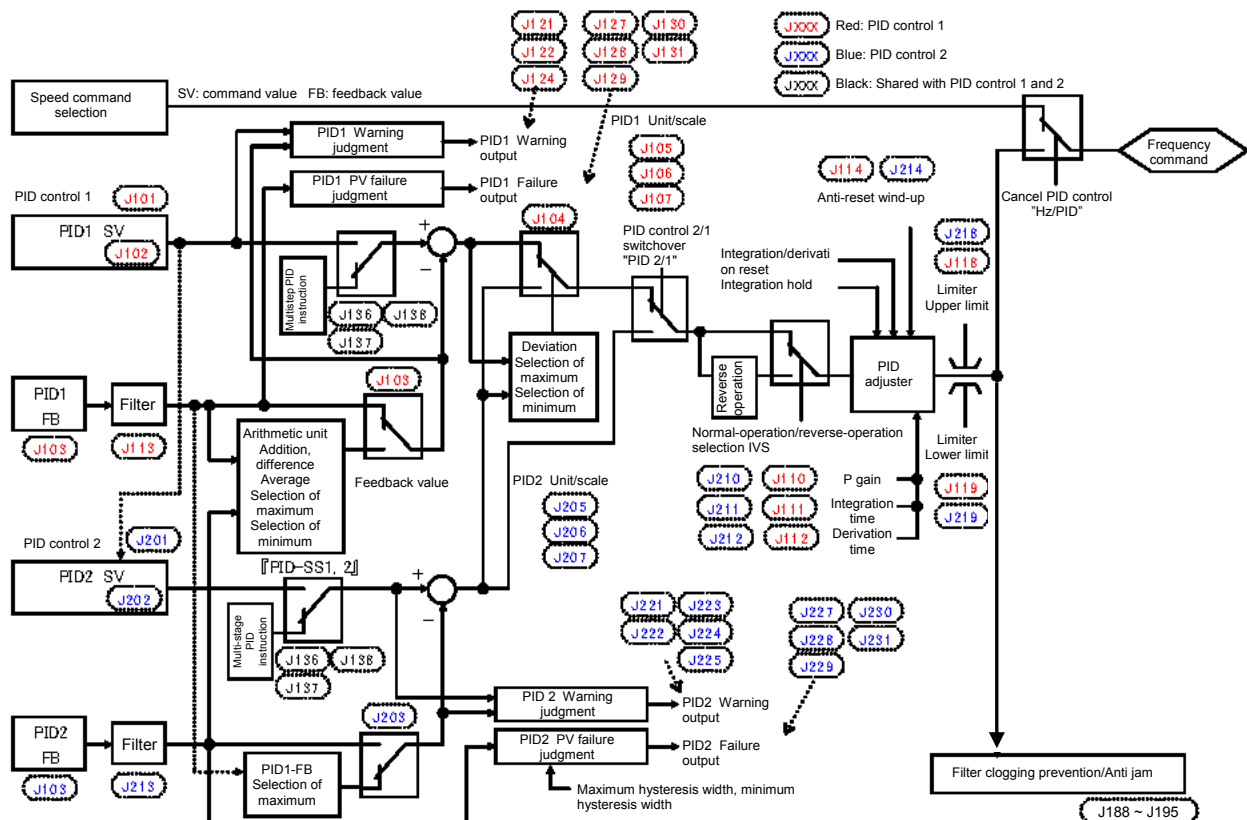 J121
J127
J130
J122
J128
J131
J124
J129
JXXX Red: PID control 1
JXXX Blue: PID control 2
JXXX Black: Shared with PID control 1 and 2
Speed command
selection
SV: command value FB: feedback value
PID1 Warning
judgment
PID1 Warning
output
PID1 PV failure
judgment
PID1 Failure
output
PID1 Unit/scale
J105
J106
J107
J114
J214
Anti-reset wind-up
Cancel PID control
"Hz/PID"
Frequency
command
PID control 1
J101
PID1 SV
J102
Multistep PID
instruction
J136
J138
J137
+
−
J104
PID control 2/1
switchover
"PID 2/1"
Integration/derivati
on reset
Integration hold
J218
J118
Limiter
Upper limit
Deviation
Selection of
maximum
Selection of
minimum
Reverse
operation
PID
adjuster
Normal-operation/reverse-operation
selection IVS
Limiter
Lower limit
J119
J219
PID1
FB
J103
Filter
J113
J103
Arithmetic unit
Addition,
difference
Average
Selection of
maximum
Selection of
minimum
Feedback value
PID2 Unit/scale
J205
J206
J207
J210
J110
J211
J111
J212
J112
P gain
Integration
time
Derivation
time
PID control 2
J201
PID2 SV
J202
『PID-SS1, 2』
Multi-stage
PID
instruction
J136
J138
J137
+
−
J221
J223
J222
J224
J225
J227
J230
J228
J231
J229
PID 2 Warning
judgment
PID2 Warning
output
PID2 PV failure
judgment
PID2 Failure
output
Maximum hysteresis width, minimum
hysteresis width
PID2
FB
J103
Filter
J213
J203
PID1-FB
Selection of
maximum
Filter clogging prevention/Anti jam
J188 ~ J195